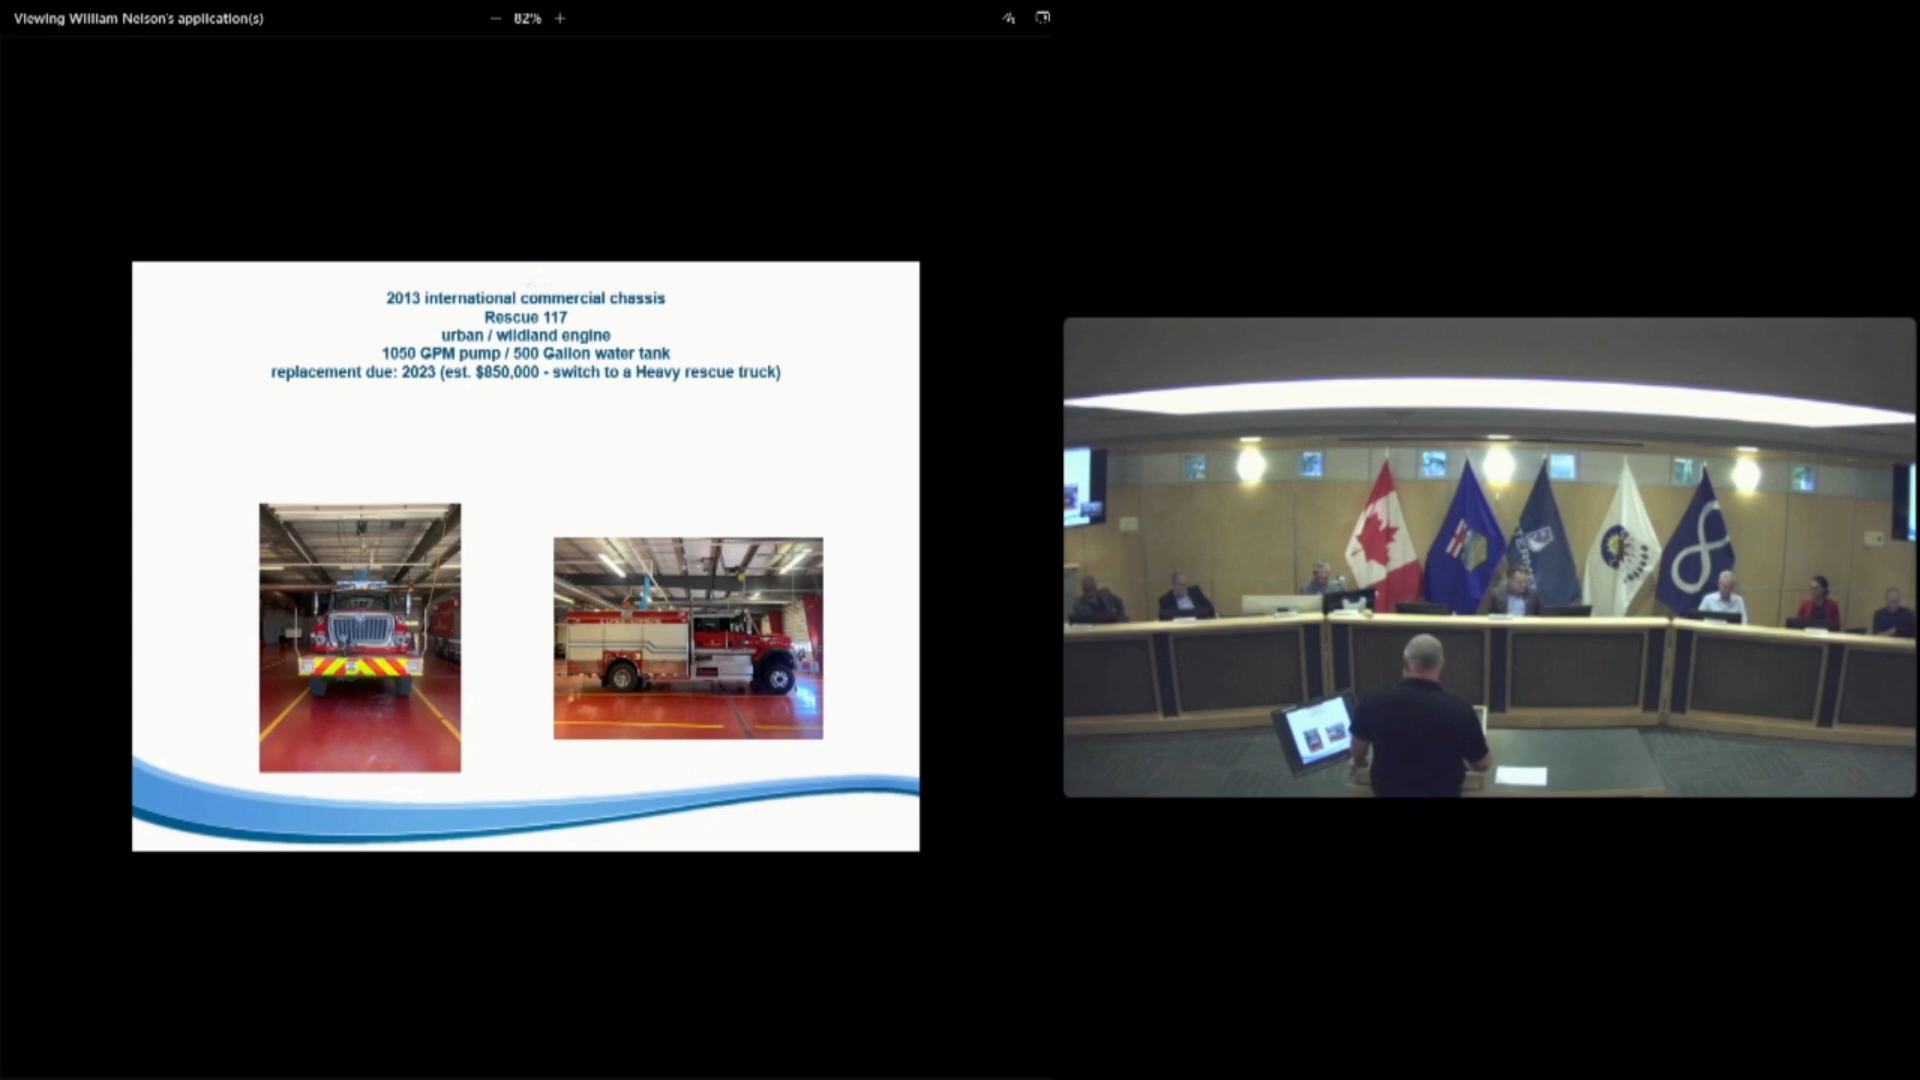 Viewing William Nelson's application(s)
82%
2013 international commercial chassis
Rescue 117
urban / wildland engine
1050 GPM pump / 500 Gallon water tank
replacement due: 2023 (est. $850,000 - switch to a Heavy rescue truck)